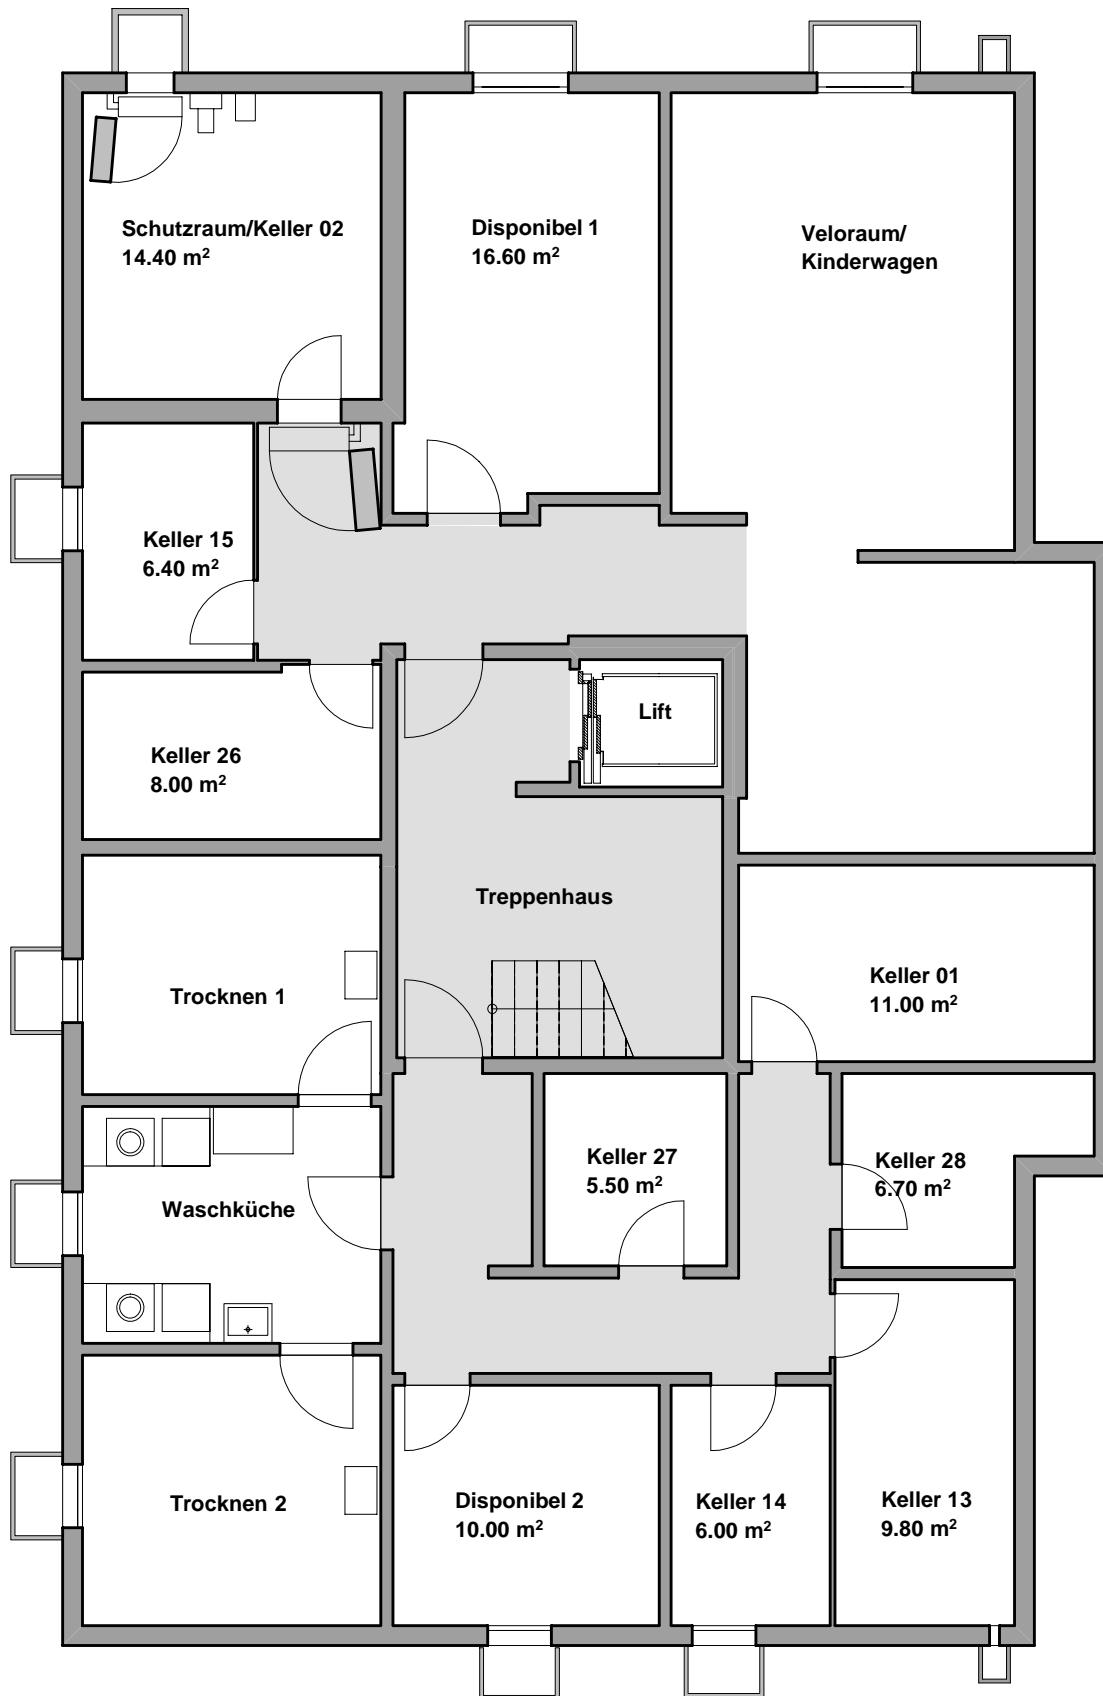 Schutzraum/Keller 02
14.40 m²
Disponibel 1
16.60 m²
Veloraum/
Kinderwagen
Keller 15
6.40 m²
Lift
Keller 26
8.00 m²
Treppenhaus
Trocknen 1
Keller 01
11.00 m²
Keller 27
5.50 m²
Keller 28
6.70 m²
Waschküche
Trocknen 2
Disponibel 2
10.00 m²
Keller 14
6.00 m²
Keller 13
9.80 m²